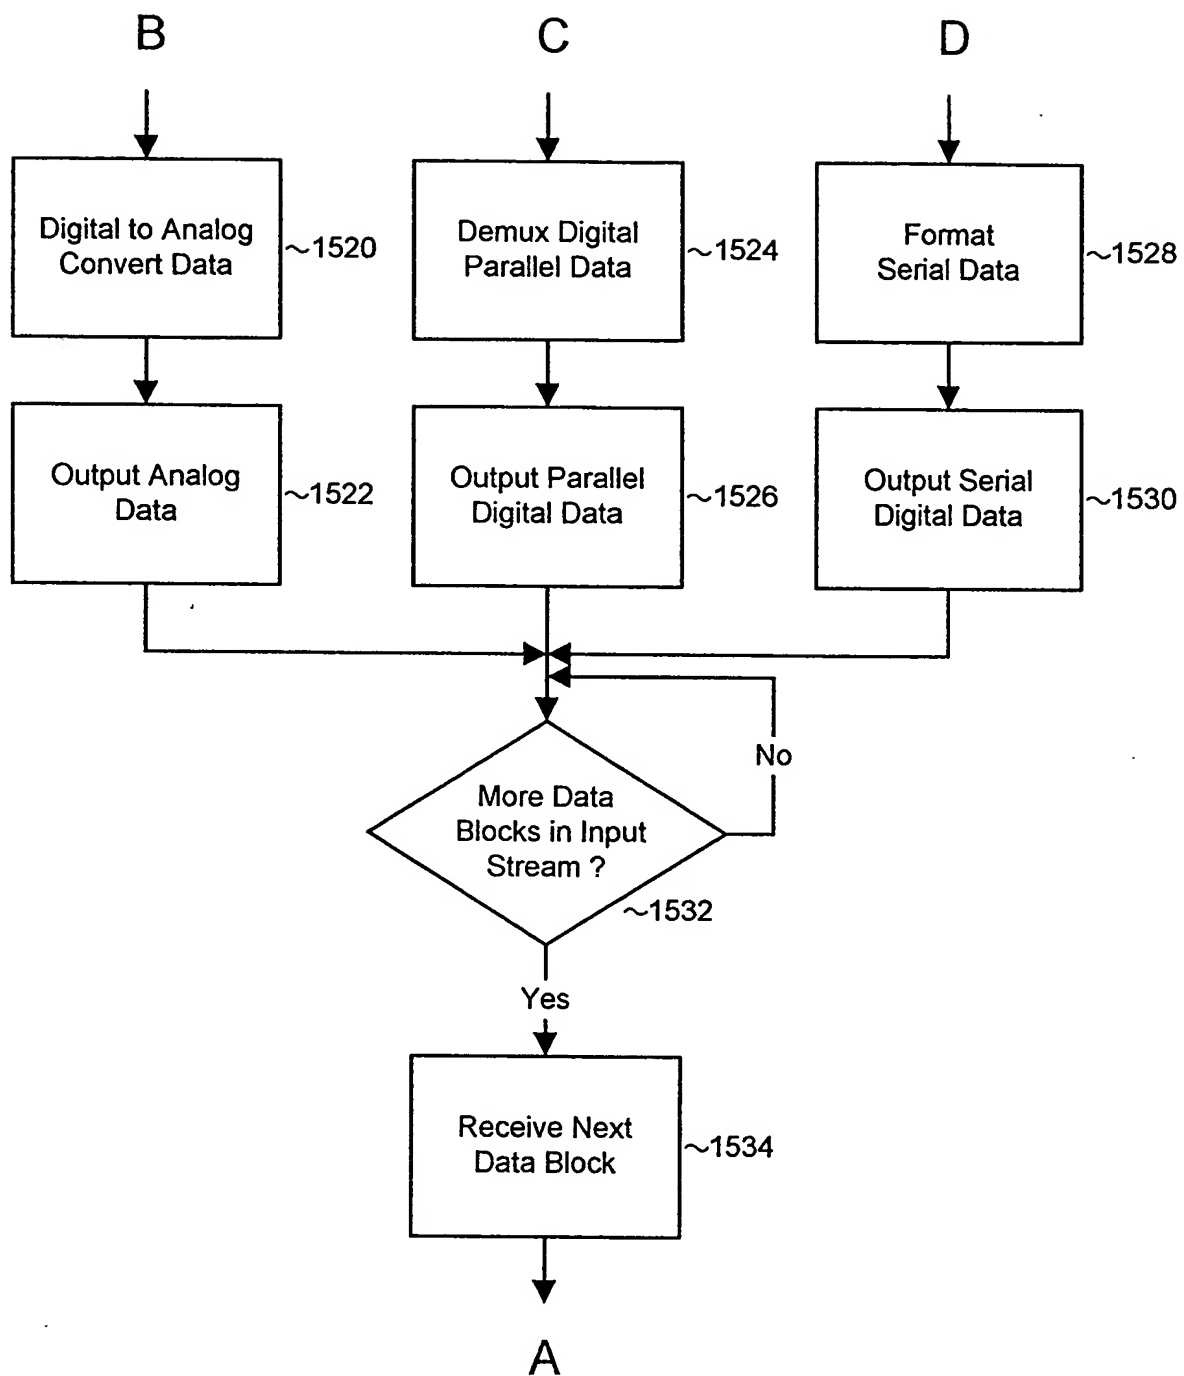 B
C
D
Digital to Analog
Convert Data
~1520
Demux Digital
Parallel Data
~1524
Format
Serial Data
~1528
Output Analog
Data
~1522
Output Parallel
Digital Data
~1526
Output Serial
Digital Data
~1530
No
More Data
Blocks in Input
Stream ?
~1532
Yes
Receive Next
Data Block
~1534
A